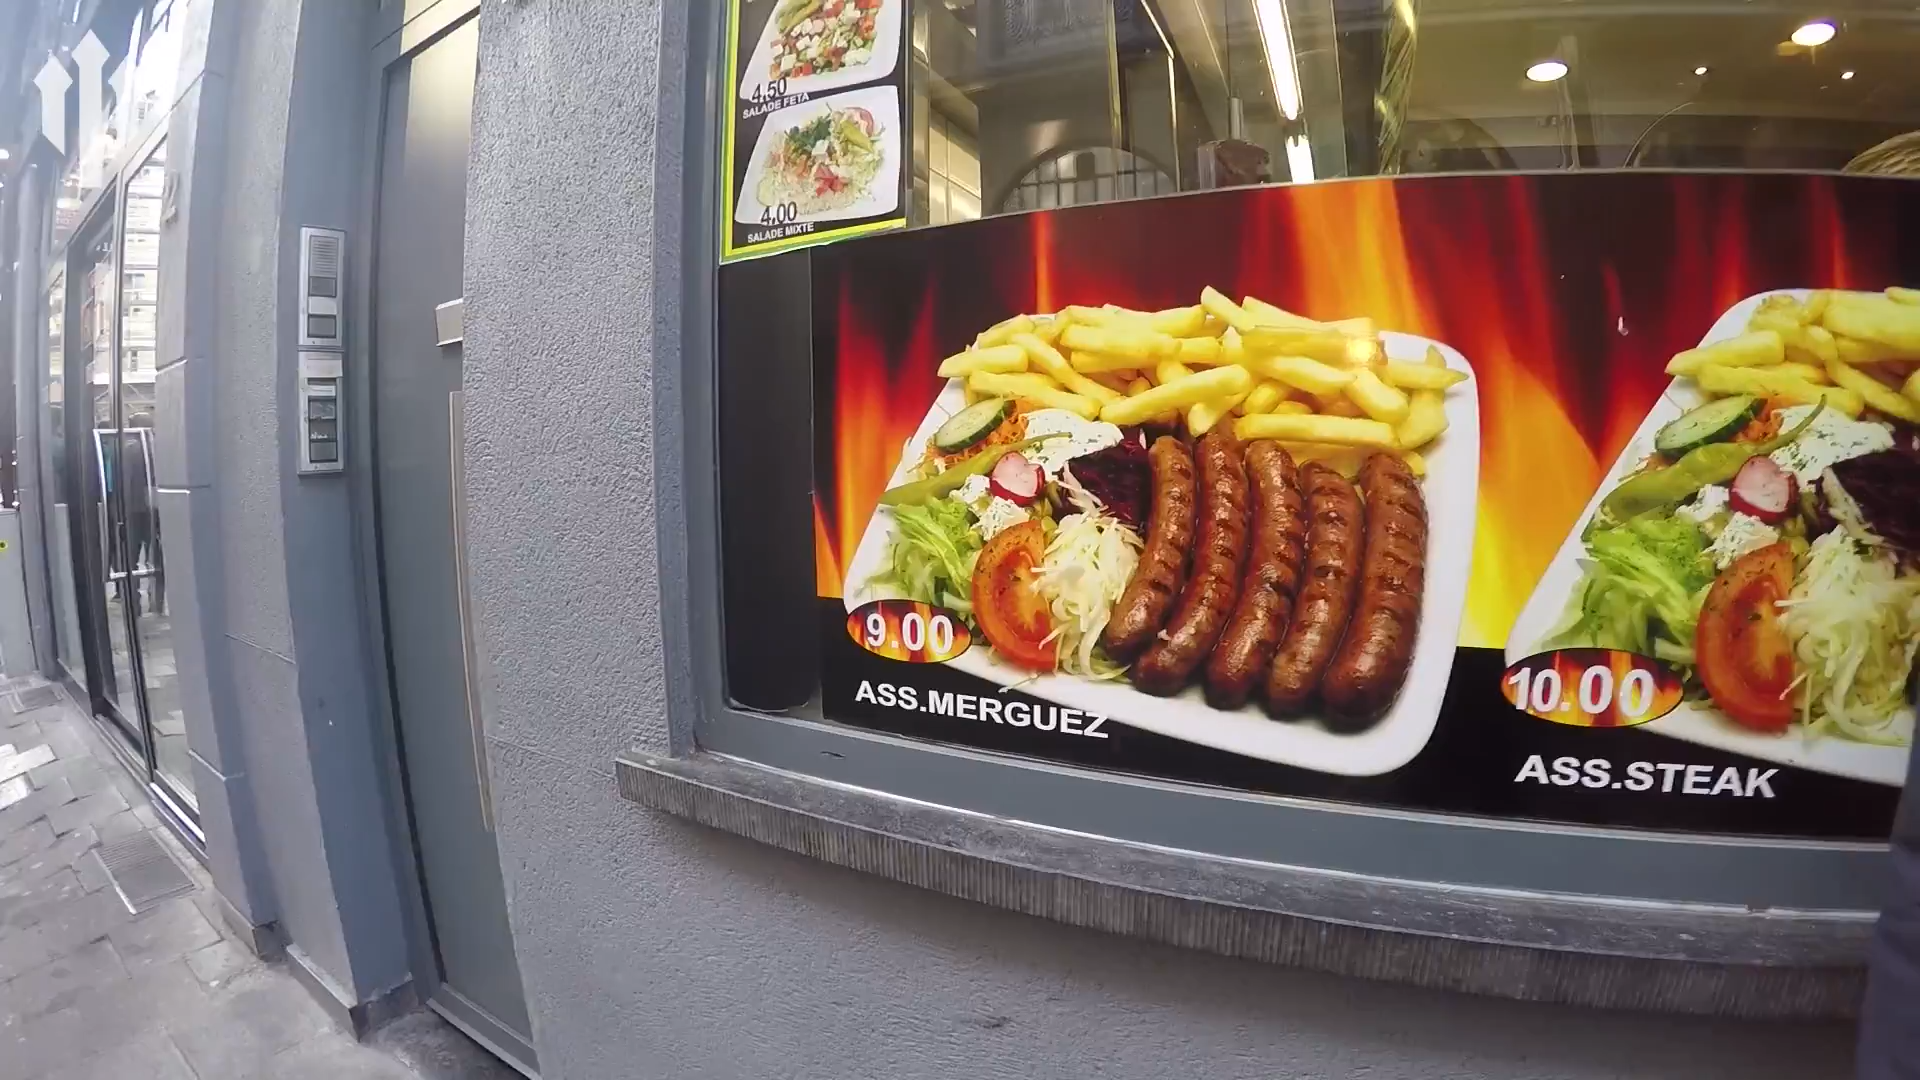 4.50
SALADE FETA
4.00
SALADE MIXTE
9.00
ASS.MERGUEZ
10.00
ASS.STEAK